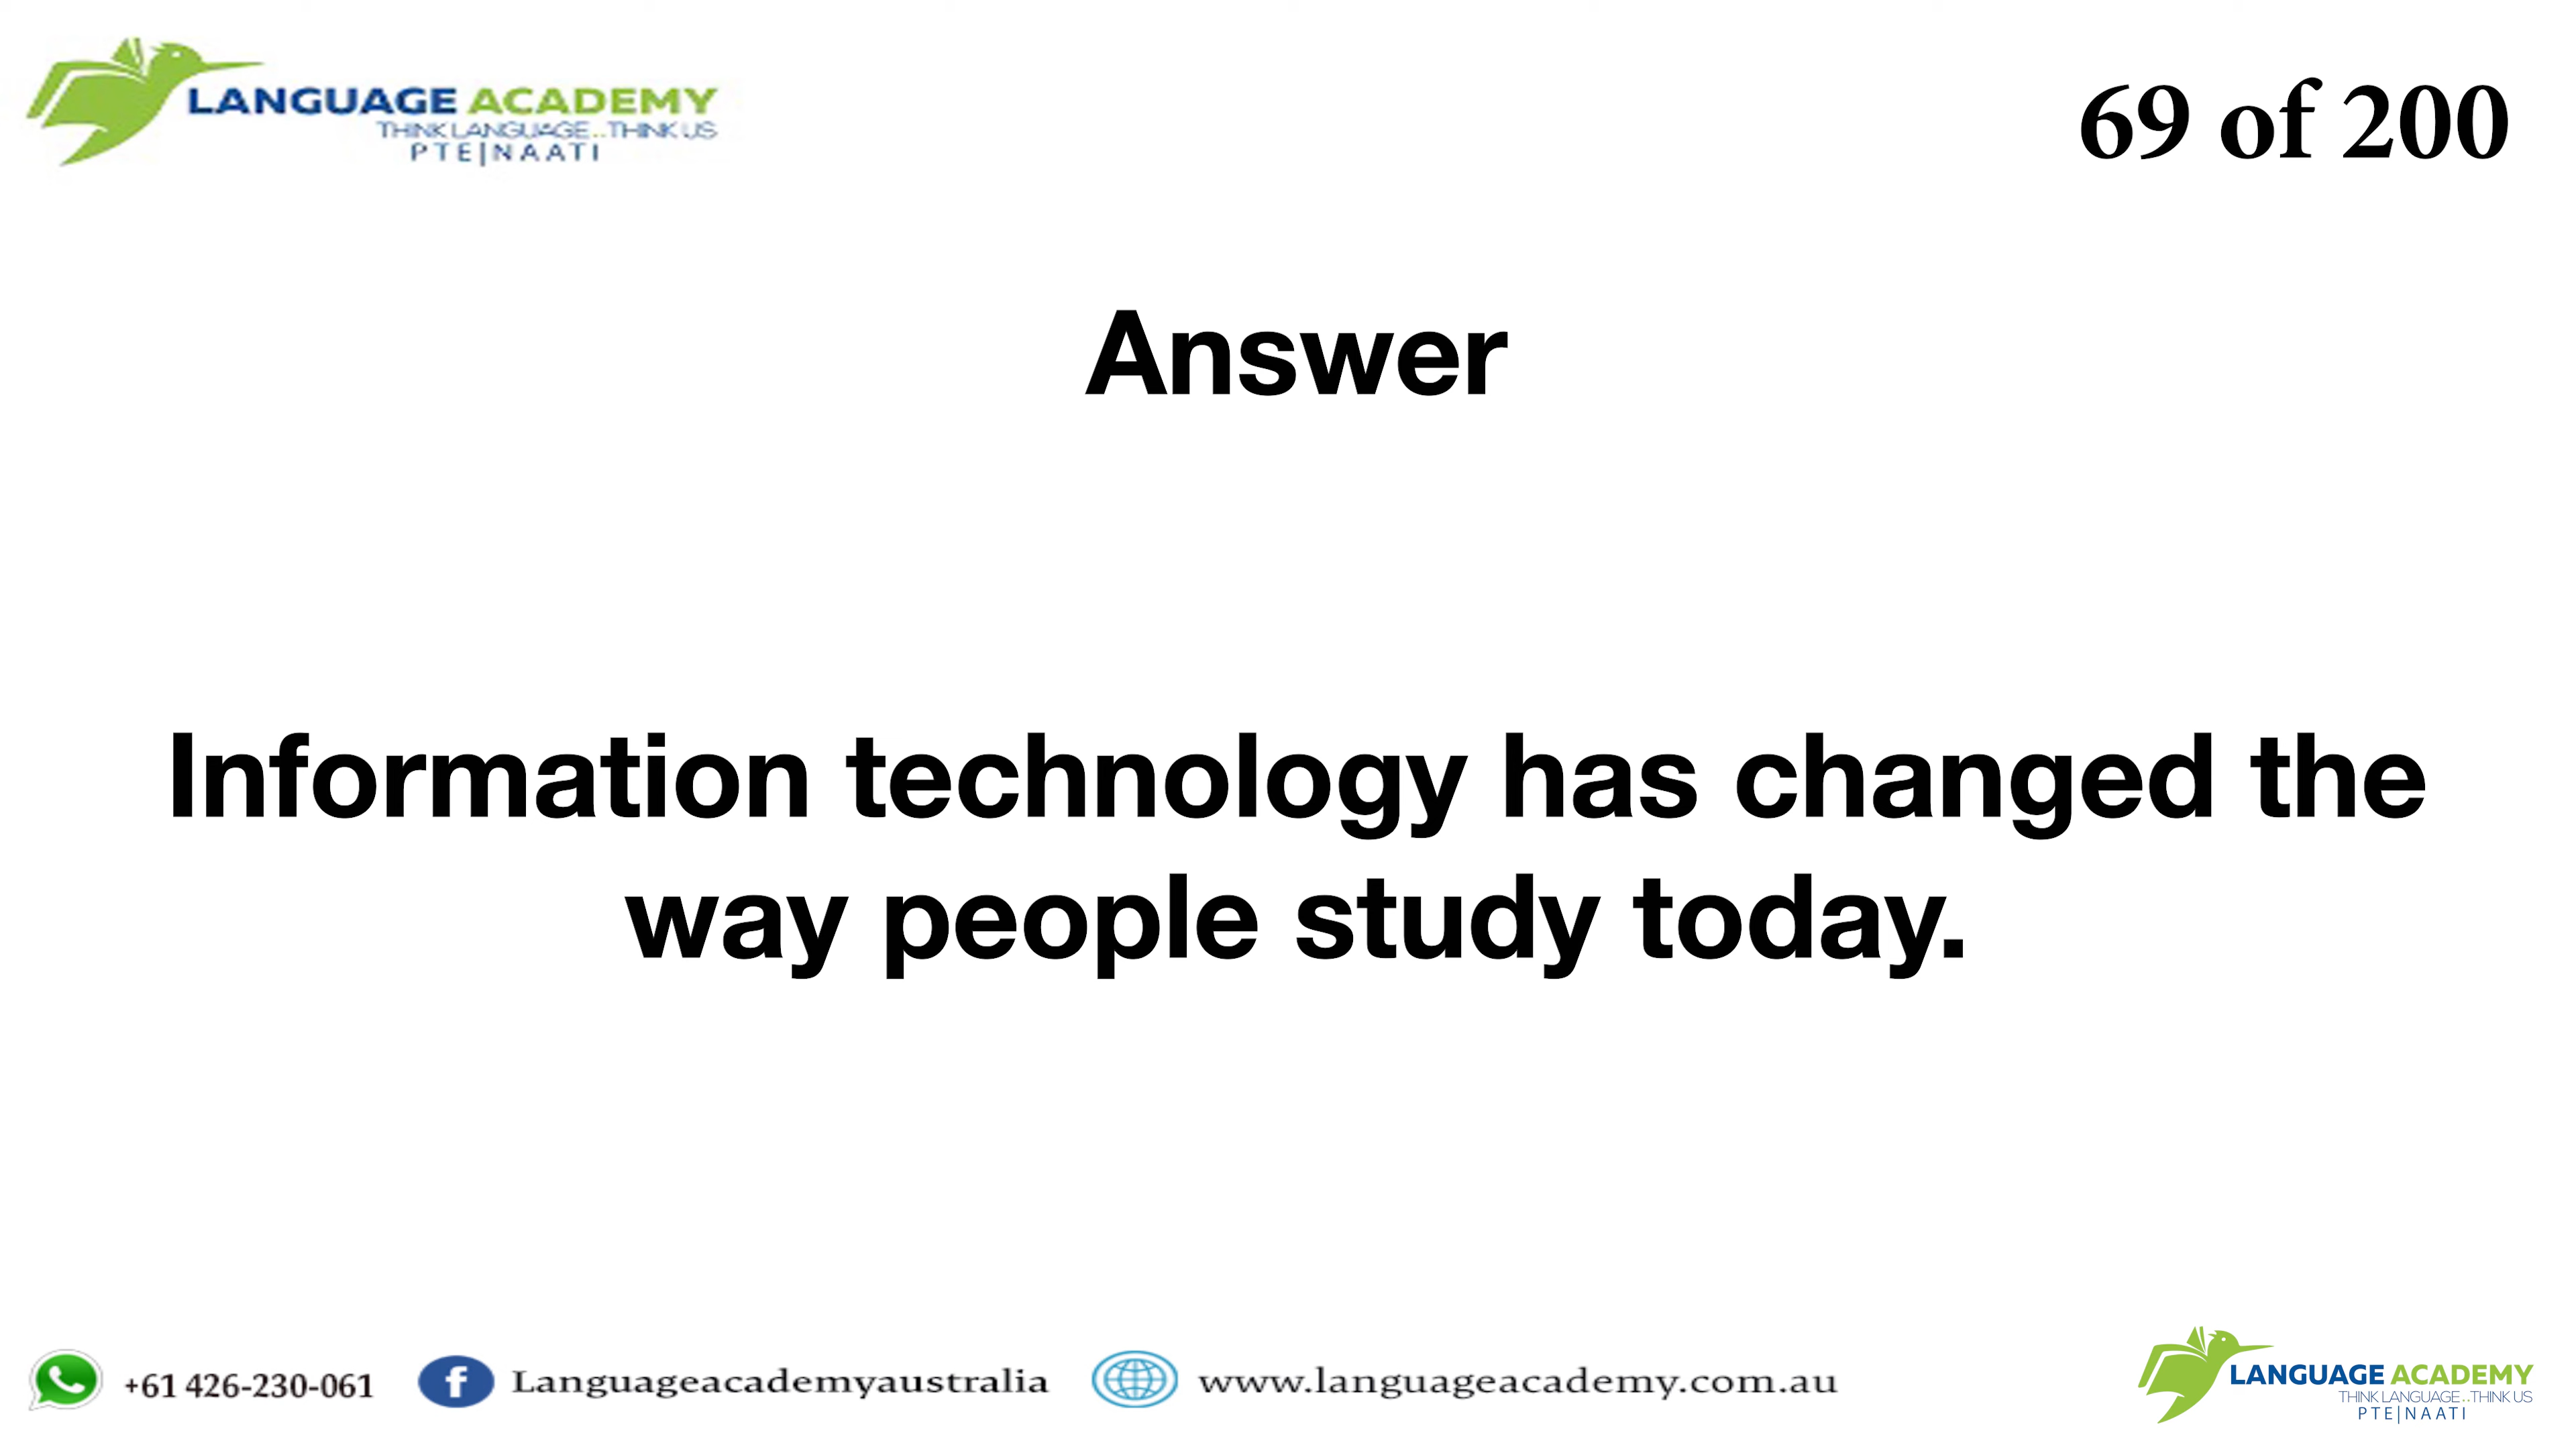 LANGUAGE ACADEMY
THINK LANGUAGE..THINK US
PTE|NAATI
69 of 200
Answer
Information technology has changed the
way people study today.
+61 426-230-061
f
Languageacademyaustralia
www.languageacademy.com.au
LANGUAGE ACADEMY
THINK LANGUAGE..THINK US
PTE|NAATI